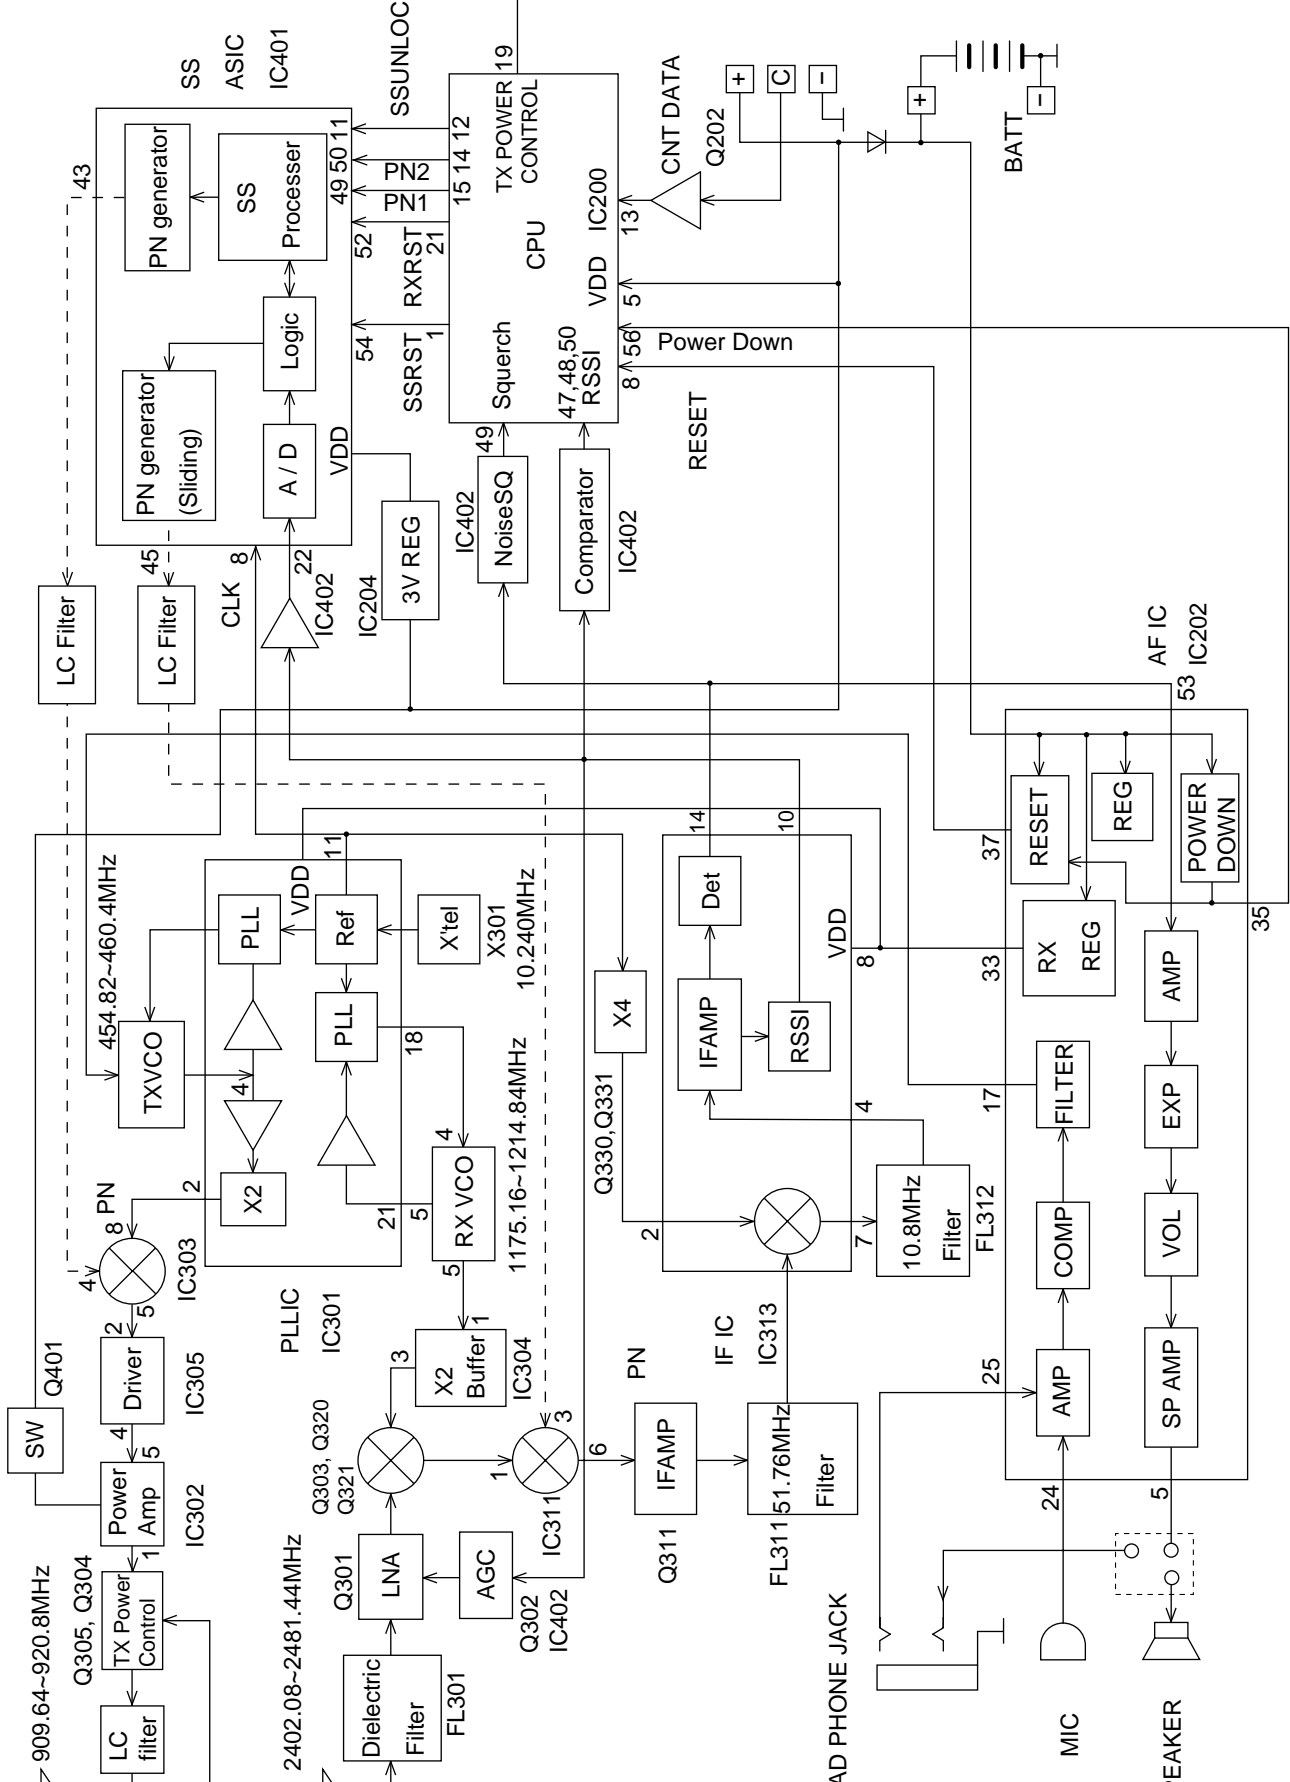 909.64~920.8MHz
LC
filter
Q305, Q304
TX Power
Control
1
Power
Amp
IC302
5
4
SW
Q401
Driver
IC305
2
5
4
8
PN
IC303
LC Filter
43
SS
ASIC
IC401
PN generator
SS
Processer
PN generator
(Sliding)
Logic
A / D
VDD
45
LC Filter
CLK
8
22
IC402
3V REG
IC204
454.82~460.4MHz
TXVCO
2
X2
4
PLL
VDD
11
Ref
PLL
18
21
X'tel
X301
10.240MHz
PLLIC
IC301
5
4
RX VCO
5
1175.16~1214.84MHz
1
3
X2
Buffer
IC304
2402.08~2481.44MHz
Dielectric
Filter
FL301
Q301
LNA
AGC
Q302
IC402
Q303, Q320
Q321
1
3
IC311
6
PN
IFAMP
Q311
51.76MHz
Filter
FL311
IF IC
IC313
2
7
4
8
10
14
X4
Q330,Q331
Det
IFAMP
RSSI
VDD
10.8MHz
Filter
FL312
54
52
49
50
11
SSRST
RXRST
PN1
PN2
SSUNLOC
1
21
15
14
12
19
TX POWER
CONTROL
Squerch
CPU
IC200
47,48,50
RSSI
VDD
49
NoiseSQ
IC402
Comparator
IC402
8
56
5
13
Power Down
RESET
CNT DATA
Q202
+
C
-
+
BATT
-
AF IC
IC202
53
37
33
17
25
24
5
35
RESET
REG
POWER
DOWN
RX
REG
FILTER
COMP
AMP
AMP
EXP
VOL
SP AMP
AD PHONE JACK
MIC
PEAKER